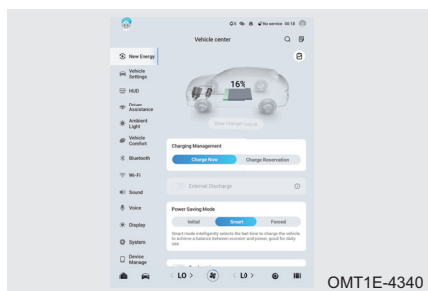 No service 00:18
Vehicle center
New Energy
16%
Vehicle
Settings
HUD
Driver
Assistance
Ambient
Light
Vehicle
Comfort
Charging Management
Charge Now
Charge Reservation
Bluetooth
Wi-Fi
External Discharge
Sound
Voice
Power Saving Mode
Initial
Smart
Forced
Display
Smart mode intelligently selects the best time to charge the vehicle
to achieve a balance between economy and power, good for daily
use
System
Device
Manage
< LO >
< LO >
OMT1E-4340